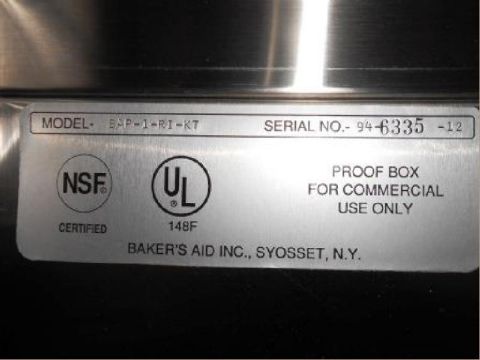 MODEL- BAP-1-RI-KT SERIAL NO.- 94-6335 -12
NSF®
CERTIFIED
UL
®
148F
PROOF BOX
FOR COMMERCIAL
USE ONLY
BAKER'S AID INC., SYOSSET, N.Y.